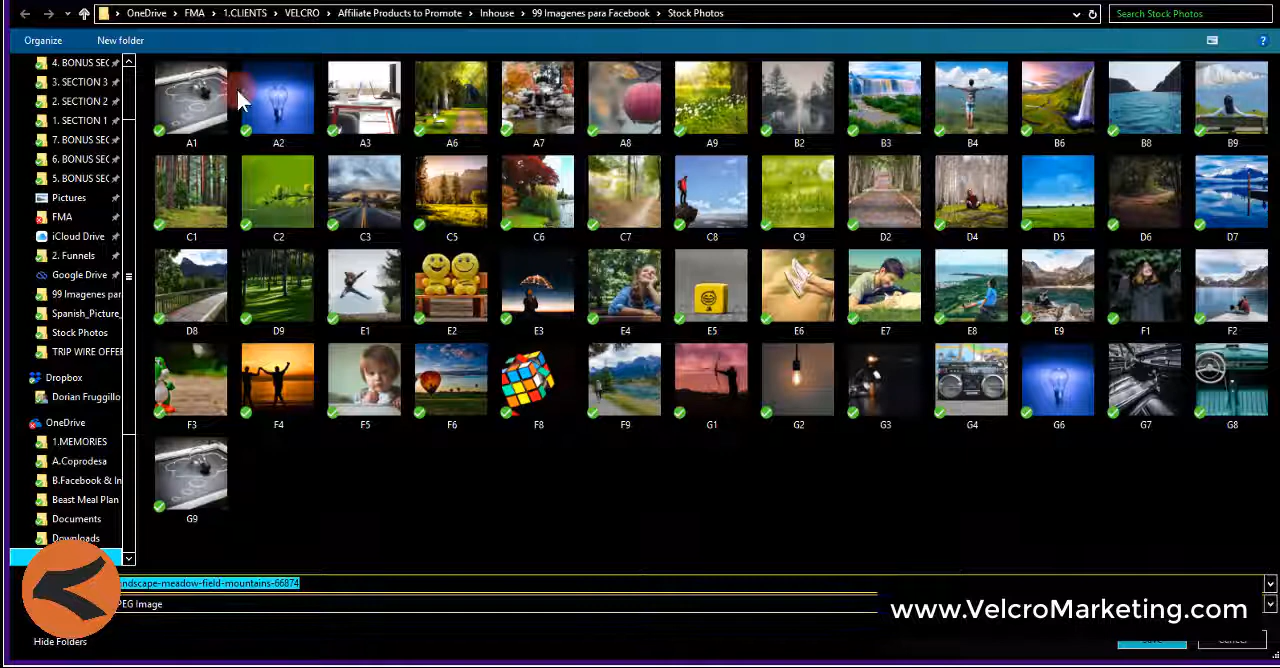 OneDrive > FMA > 1.CLIENTS > VELCRO > Affiliate Products to Promote > Inhouse > 99 Imagenes para Facebook > Stock Photos
Search Stock Photos
Organize
New folder
?
4. BONUS SEC
3. SECTION 3
2. SECTION 2
1. SECTION 1
7. BONUS SEC
6. BONUS SEC
5. BONUS SEC
Pictures
FMA
iCloud Drive
2. Funnels
Google Drive
99 Imagenes par
Spanish_Picture_
Stock Photos
TRIP WIRE OFFER
Dropbox
Dorian Fruggillo
OneDrive
1.MEMORIES
A.Coprodesa
B.Facebook & In
Beast Meal Plan
Documents
Downloads
A1 A2 A3 A6 A7 A8 A9 B2 B3 B4 B6 B8 B9
C1 C2 C3 C5 C6 C7 C8 C9 D2 D4 D5 D6 D7
D8 D9 E1 E2 E3 E4 E5 E6 E7 E8 E9 F1 F2
F3 F4 F5 F6 F8 F9 G1 G2 G3 G4 G6 G7 G8
G9
ndscape-meadow-field-mountains-66874
PEG Image
www.VelcroMarketing.com
Hide Folders